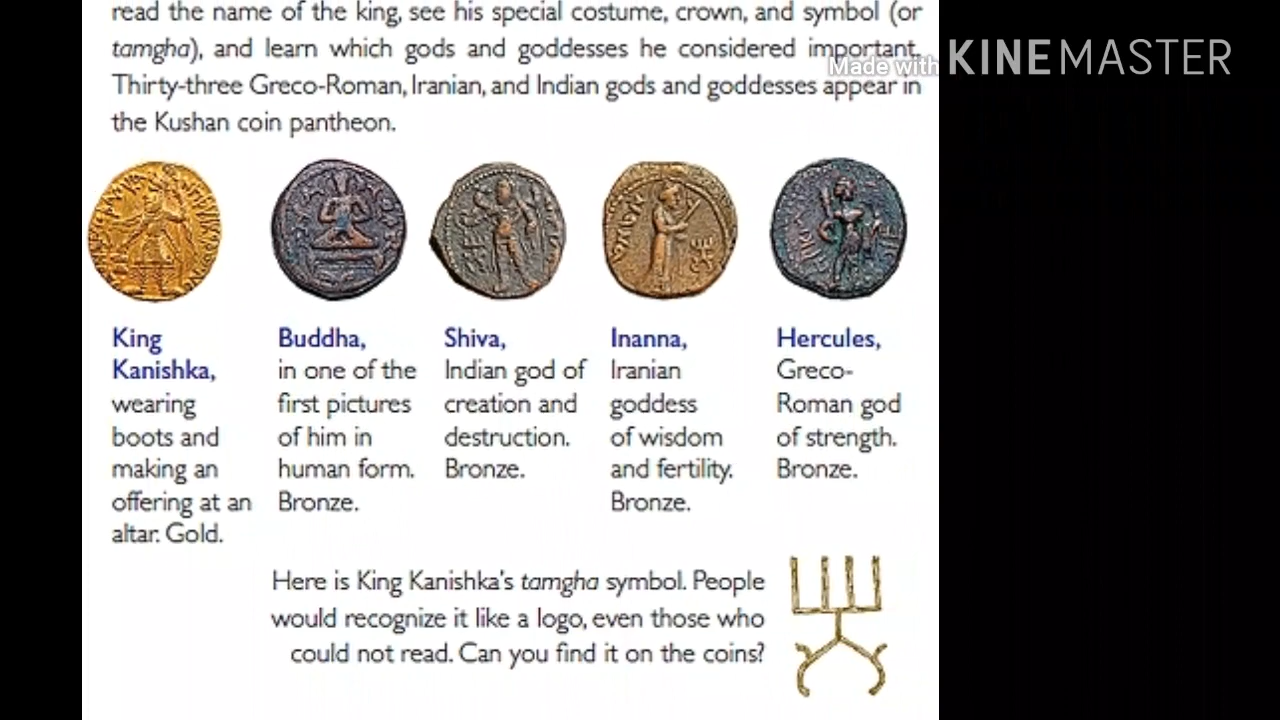 read the name of the king, see his special costume, crown, and symbol (or
tamgha), and learn which gods and goddesses he considered important.
Made with KINEMASTER
Thirty-three Greco-Roman, Iranian, and Indian gods and goddesses appear in
the Kushan coin pantheon.
King
Kanishka,
wearing
boots and
making an
offering at an
altar. Gold.
Buddha,
in one of the
first pictures
of him in
human form.
Bronze.
Shiva,
Indian god of
creation and
destruction.
Bronze.
Inanna,
Iranian
goddess
of wisdom
and fertility.
Bronze.
Hercules,
Greco-
Roman god
of strength.
Bronze.
Here is King Kanishka's tamgha symbol. People
would recognize it like a logo, even those who
could not read. Can you find it on the coins?